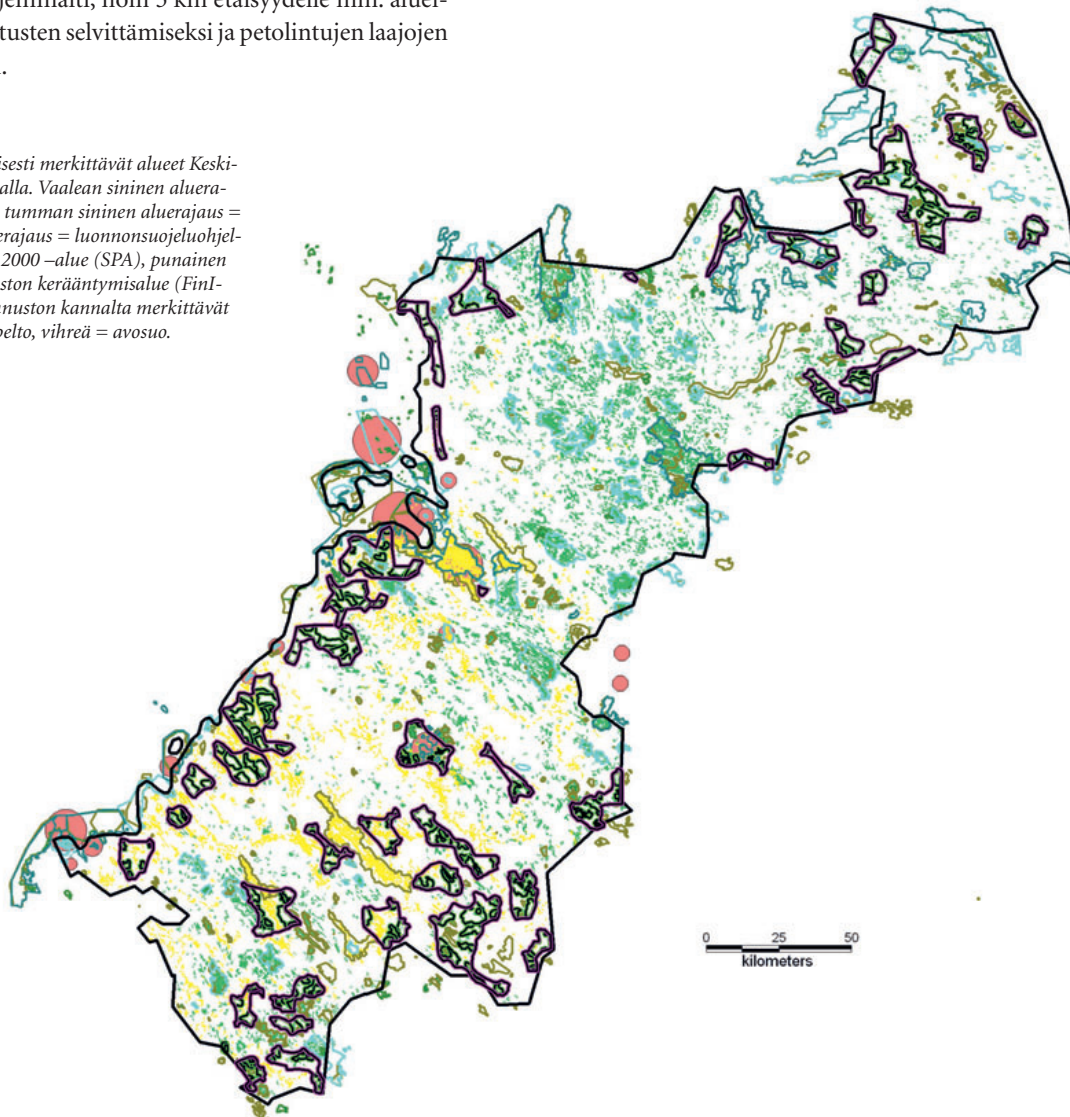 noin 5 km etäisyydelle mm. aluei-
tusten selvittämiseksi ja petolintujen laajojen
isesti merkittävät alueet Keski-
alla. Vaalean sininen aluera-
tumman sininen aluerajaus =
erajaus = luonnonsuojeluohjel-
2000 –alue (SPA), punainen
ston kerääntymisalue (FinI-
nuston kannalta merkittävät
pelto, vihreä = avosuo.
0 25 50
kilometers